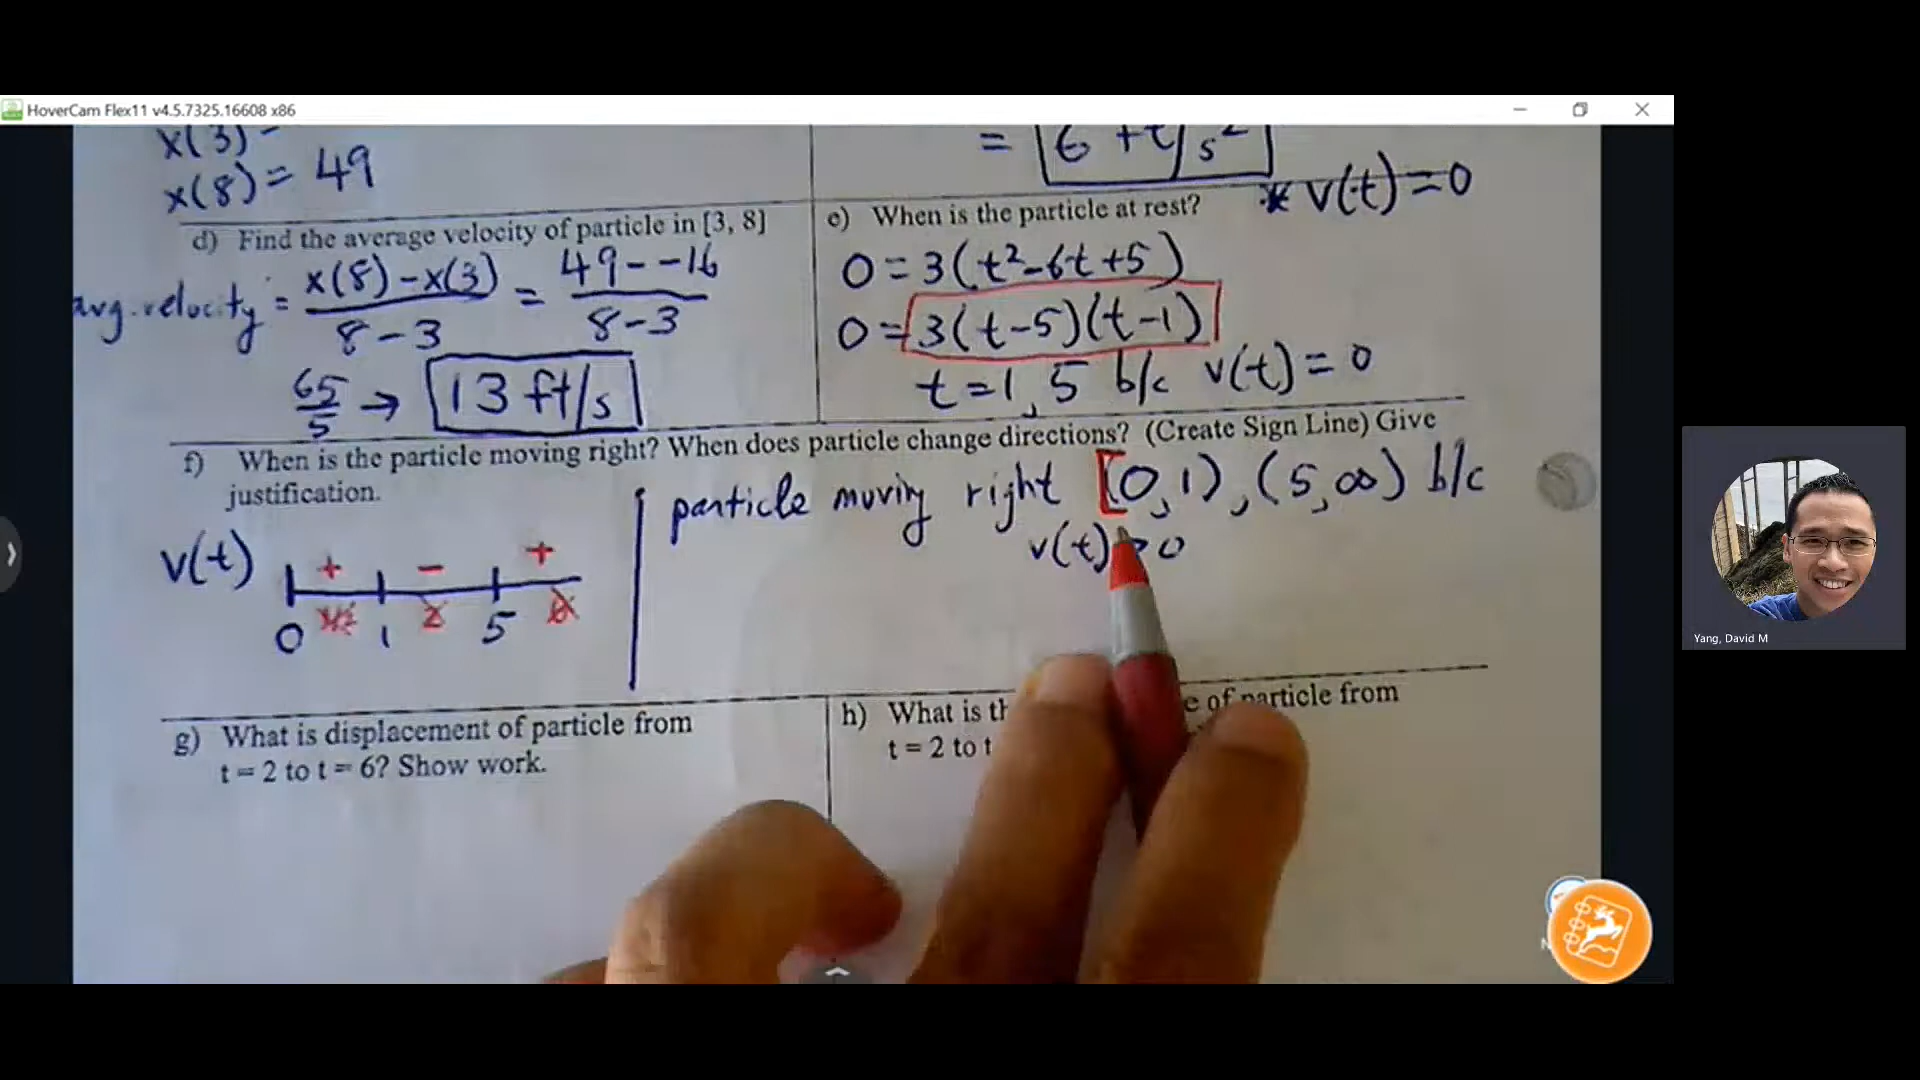 HoverCam Flex11 v4.5.7325.16608 x86
x(3) =
x(8) = 49
= 6 ft/s²
* v(t) = 0
d) Find the average velocity of particle in [3, 8]
avg. velocity = x(8) - x(3) / 8 - 3 = 49 - -16 / 8 - 3
65/5 → 13 ft/s
e) When is the particle at rest?
0 = 3(t² - 6t + 5)
0 = 3(t - 5)(t - 1)
t = 1, 5 b/c v(t) = 0
f) When is the particle moving right? When does particle change directions? (Create Sign Line) Give
justification.
v(t)
+ - +
0 1 2 5
particle moving right [0, 1), (5, ∞) b/c
v(t) > 0
g) What is displacement of particle from
t = 2 to t = 6? Show work.
h) What is th e of particle from
t = 2 to t
Yang, David M